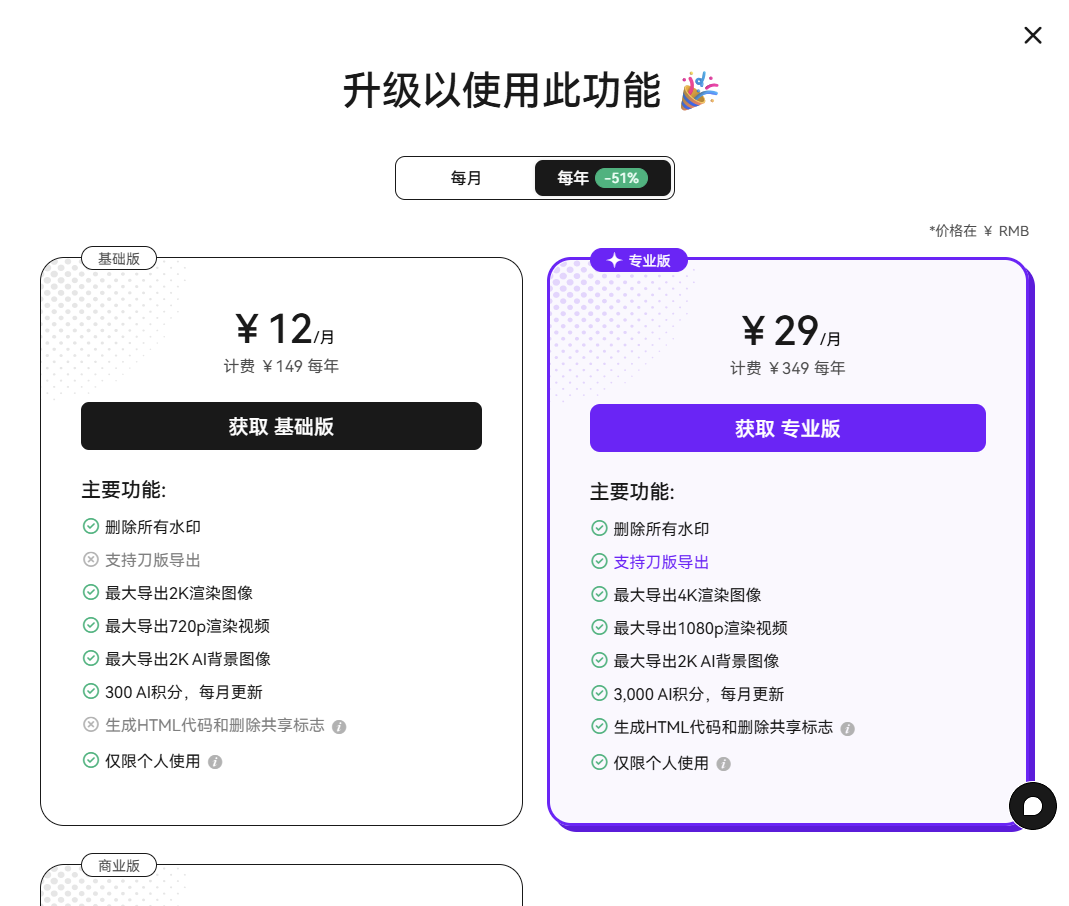 升级以使用此功能
每月
每年 -51%
*价格在 ¥ RMB
基础版
¥ 12/月
计费 ¥149 每年
获取 基础版
主要功能:
删除所有水印
支持刀版导出
最大导出2K渲染图像
最大导出720p渲染视频
最大导出2K AI背景图像
300 AI积分，每月更新
生成HTML代码和删除共享标志
仅限个人使用
专业版
¥ 29/月
计费 ¥349 每年
获取 专业版
主要功能:
删除所有水印
支持刀版导出
最大导出4K渲染图像
最大导出1080p渲染视频
最大导出2K AI背景图像
3,000 AI积分，每月更新
生成HTML代码和删除共享标志
仅限个人使用
商业版